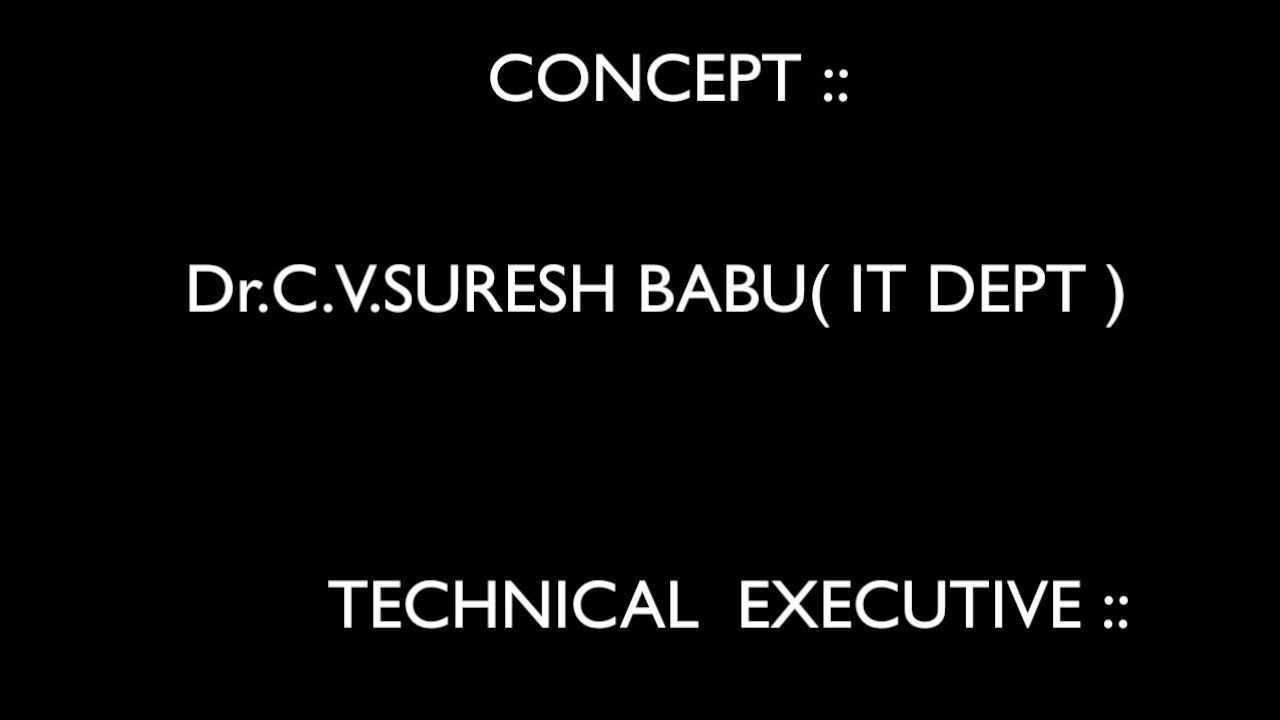 CONCEPT ::
Dr.C.V.SURESH BABU( IT DEPT )
TECHNICAL  EXECUTIVE ::